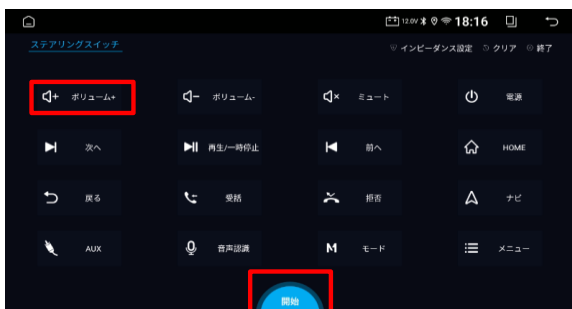 12.0V 18:16
ステアリングスイッチ インピーダンス設定 クリア 終了
ボリューム+ ボリューム- ミュート 電源
次へ 再生/一時停止 前へ HOME
戻る 受話 拒否 ナビ
AUX 音声認識 M モード メニュー
開始